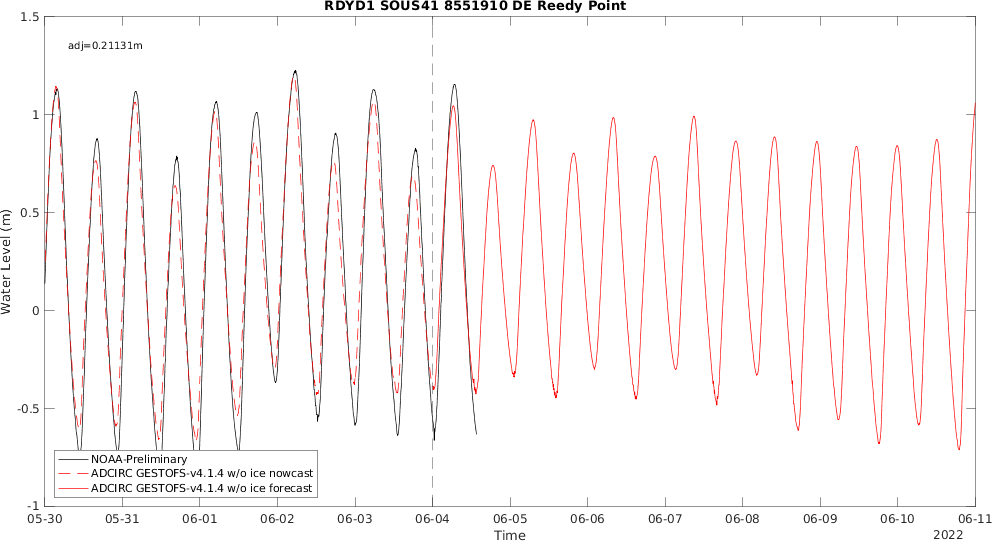 RDYD1 SOUS41 8551910 DE Reedy Point
1.5
adj=0.21131m
1
0.5
Water Level (m)
0
-0.5
NOAA-Preliminary
ADCIRC GESTOFS-v4.1.4 w/o ice nowcast
ADCIRC GESTOFS-v4.1.4 w/o ice forecast
-1
05-30 05-31 06-01 06-02 06-03 06-04 06-05 06-06 06-07 06-08 06-09 06-10 06-11
Time 2022